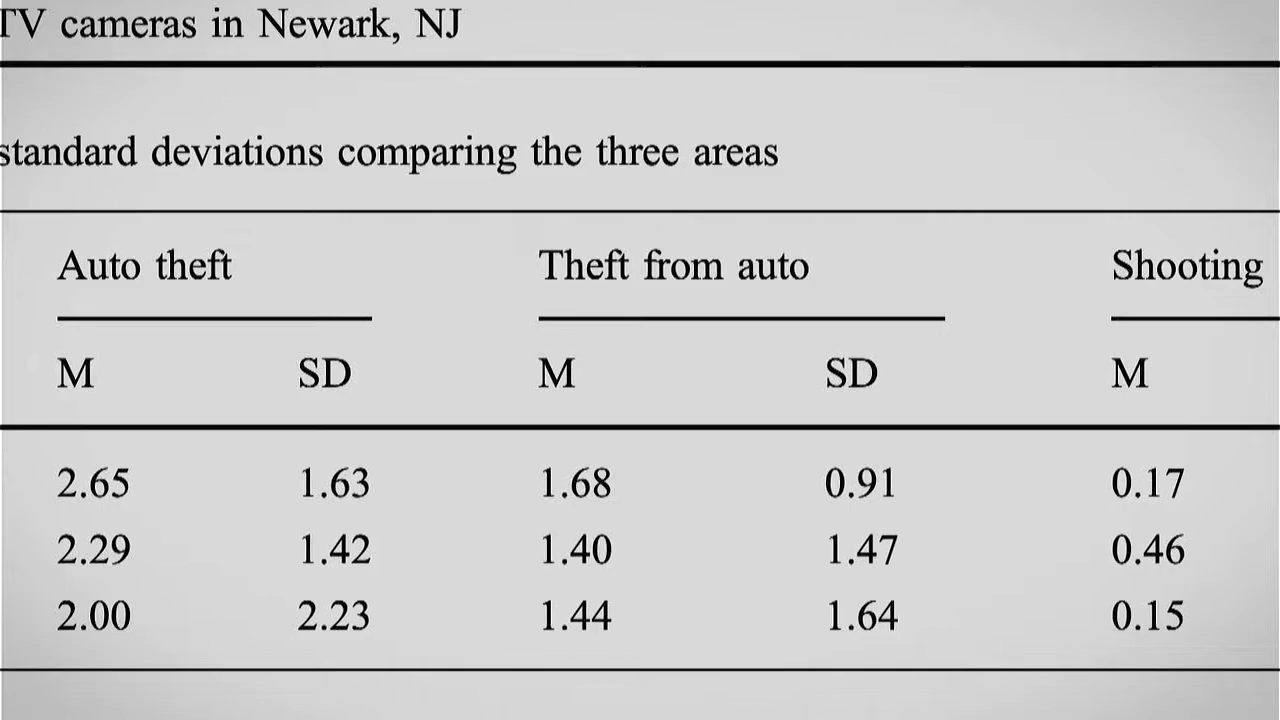 TV cameras in Newark, NJ
standard deviations comparing the three areas
Auto theft Theft from auto Shooting
M SD M SD M
2.65 1.63 1.68 0.91 0.17
2.29 1.42 1.40 1.47 0.46
2.00 2.23 1.44 1.64 0.15